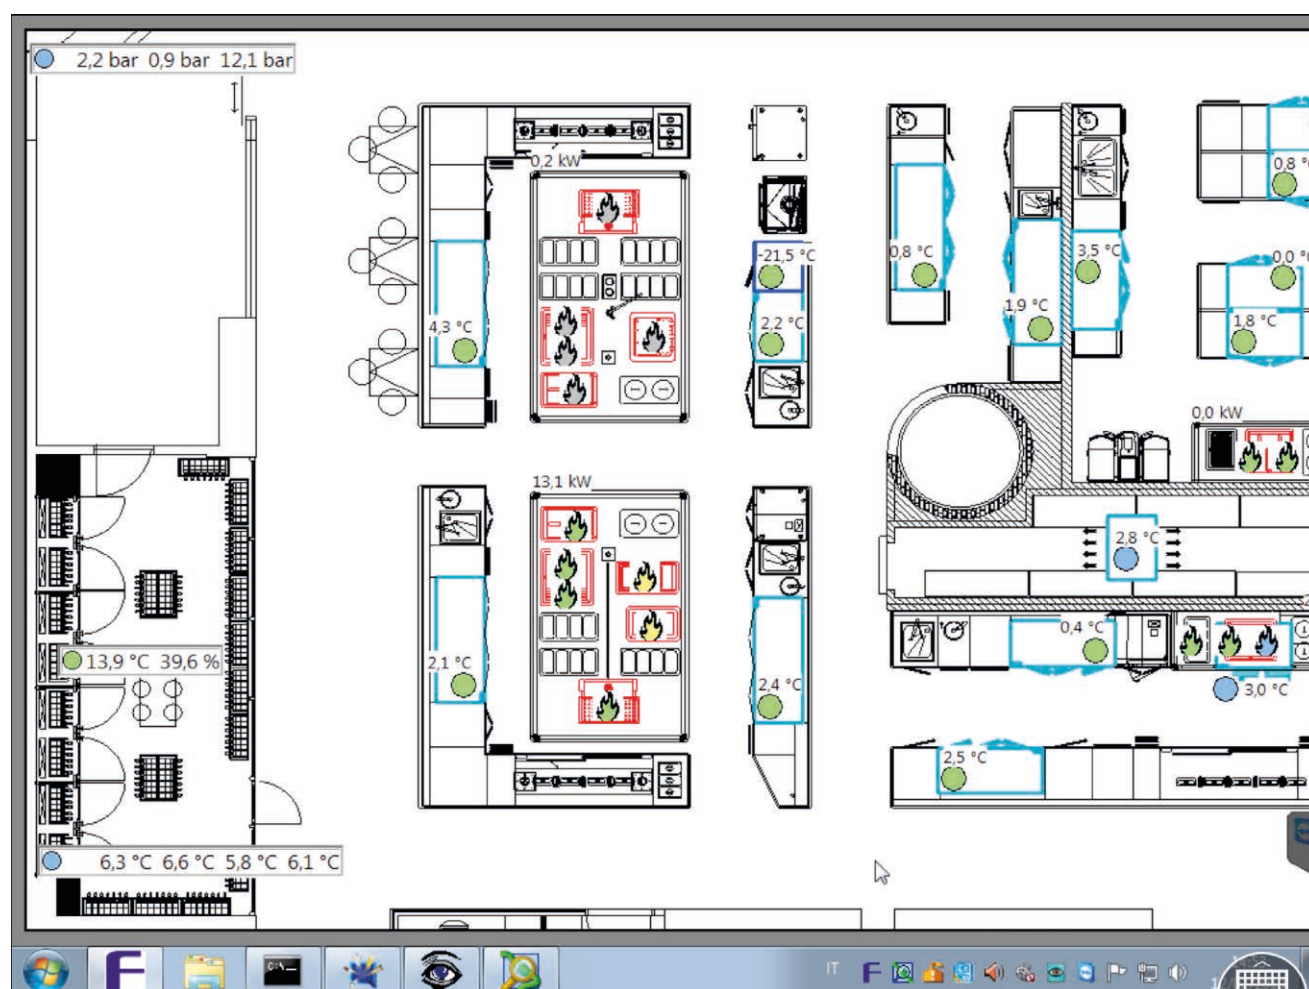 2,2 bar 0,9 bar 12,1 bar
0,2 kW
0,8 °C
-21,5 °C
0,8 °C
3,5 °C
0,0 °C
1,9 °C
1,8 °C
4,3 °C
2,2 °C
0,0 kW
13,1 kW
2,8 °C
0,4 °C
13,9 °C 39,6 %
2,1 °C
2,4 °C
3,0 °C
2,5 °C
6,3 °C 6,6 °C 5,8 °C 6,1 °C
C:\
IT